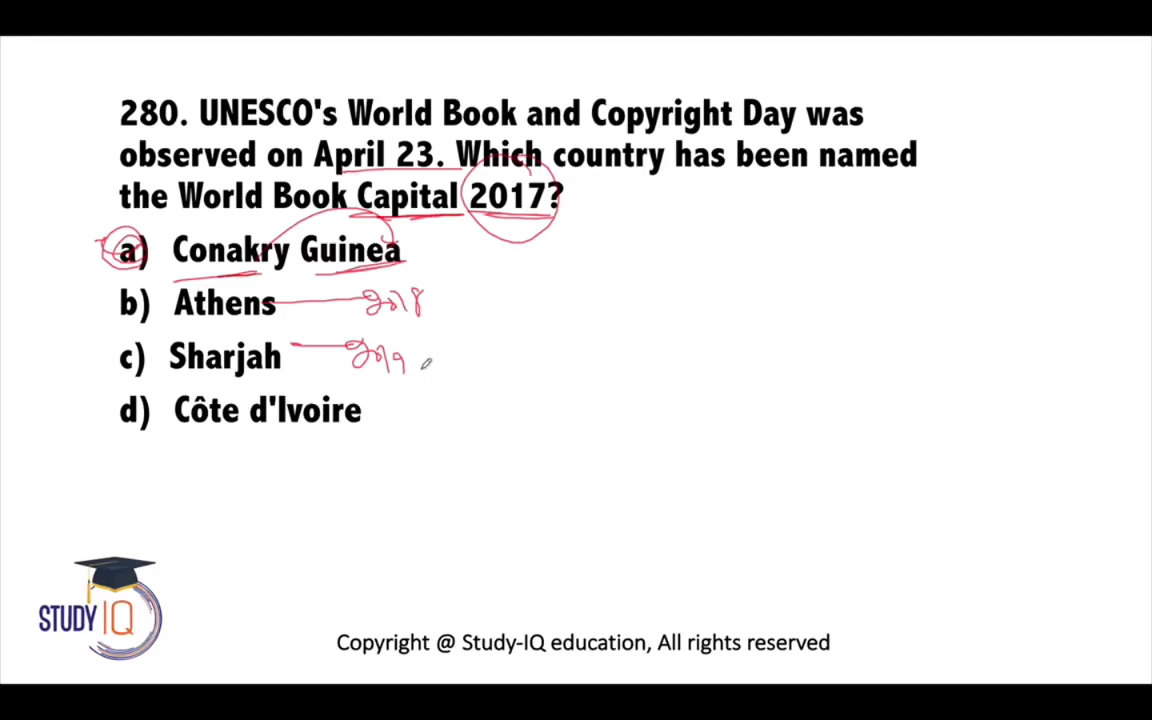 280. UNESCO's World Book and Copyright Day was
observed on April 23. Which country has been named
the World Book Capital 2017?
a) Conakry Guinea
b) Athens 2018
c) Sharjah 2019
d) Côte d'Ivoire
STUDY IQ
Copyright @ Study-IQ education, All rights reserved